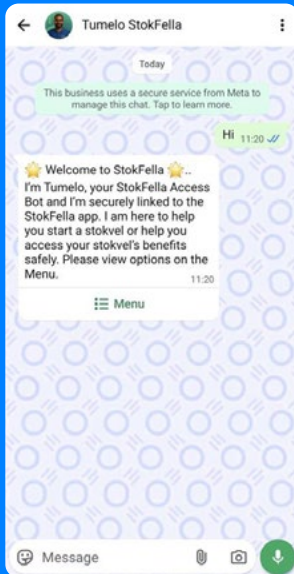 Tumelo StokFella
Today
This business uses a secure service from Meta to
manage this chat. Tap to learn more.
Hi 11:20
🌟 Welcome to StokFella 🌟..
I'm Tumelo, your StokFella Access
Bot and I'm securely linked to the
StokFella app. I am here to help
you start a stokvel or help you
access your stokvel's benefits
safely. Please view options on the
Menu.
11:20
Menu
Message